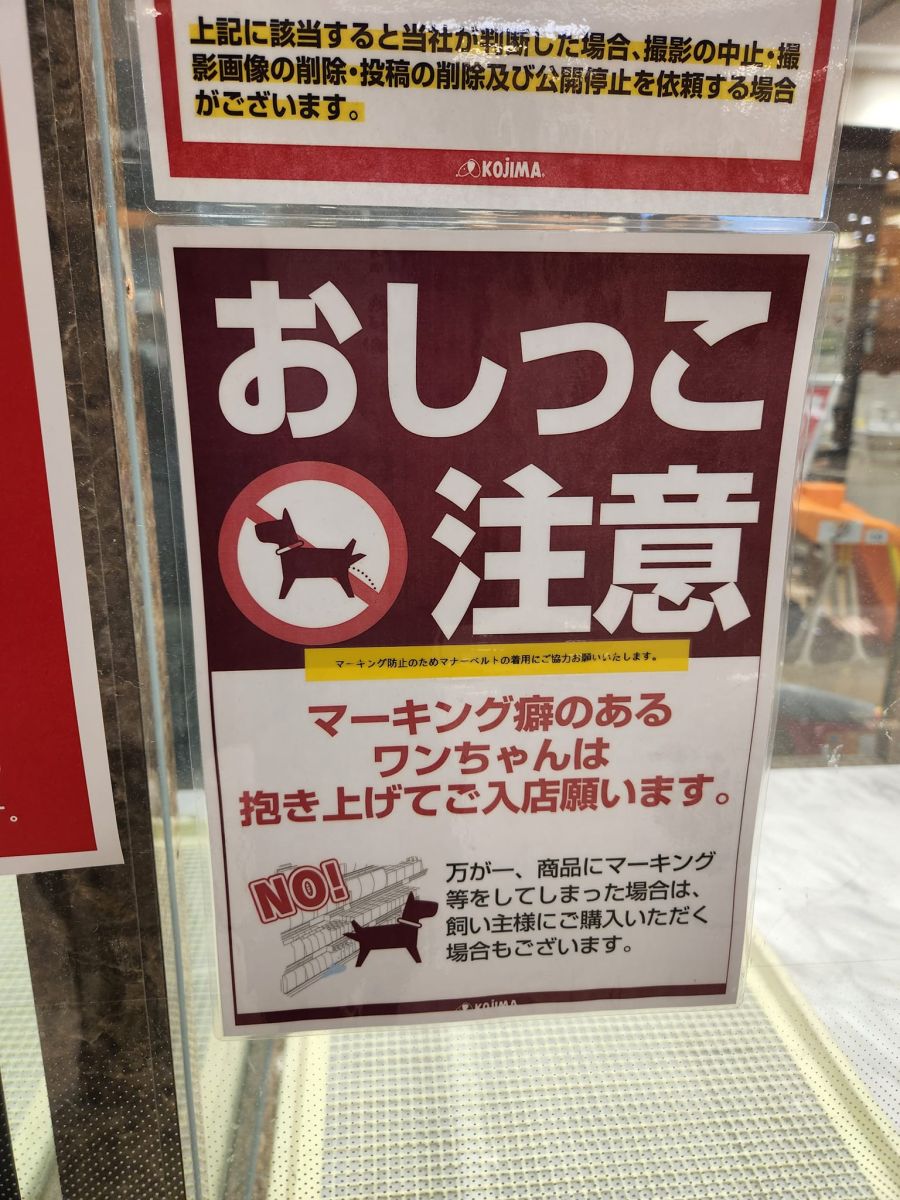 上記に該当すると当社が判断した場合、撮影の中止・撮
影画像の削除・投稿の削除及び公開停止を依頼する場合
がございます。
KOJIMA
おしっこ
注意
マーキング防止のためマナーベルトの着用にご協力お願いいたします。
マーキング癖のある
ワンちゃんは
抱き上げてご入店願います。
NO!
万が一、商品にマーキング
等をしてしまった場合は、
飼い主様にご購入いただく
場合もございます。
KOJIMA
す。